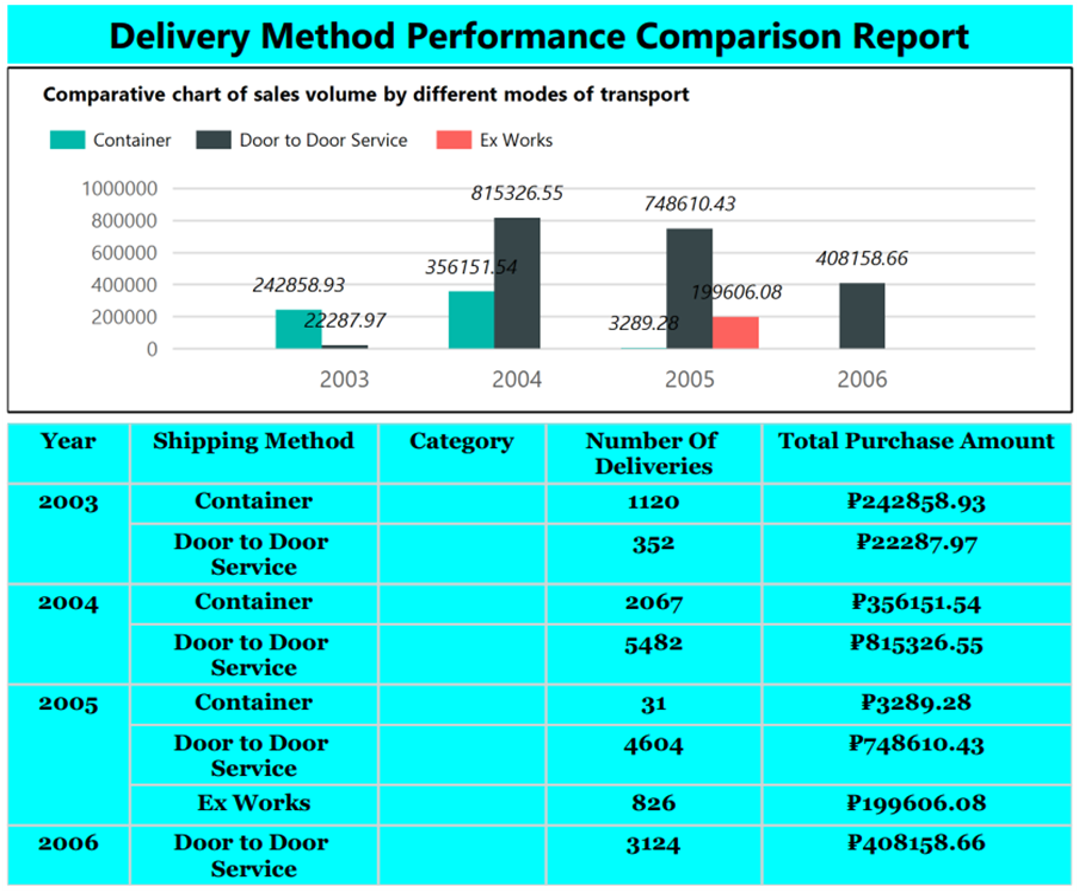 Delivery Method Performance Comparison Report
Comparative chart of sales volume by different modes of transport
Container Door to Door Service Ex Works
1000000
800000
600000
400000
200000
0
242858.93
22287.97
356151.54
815326.55
3289.28
748610.43
199606.08
408158.66
2003 2004 2005 2006
Year Shipping Method Category Number Of Deliveries Total Purchase Amount
2003 Container 1120 ₽242858.93
Door to Door Service 352 ₽22287.97
2004 Container 2067 ₽356151.54
Door to Door Service 5482 ₽815326.55
2005 Container 31 ₽3289.28
Door to Door Service 4604 ₽748610.43
Ex Works 826 ₽199606.08
2006 Door to Door Service 3124 ₽408158.66